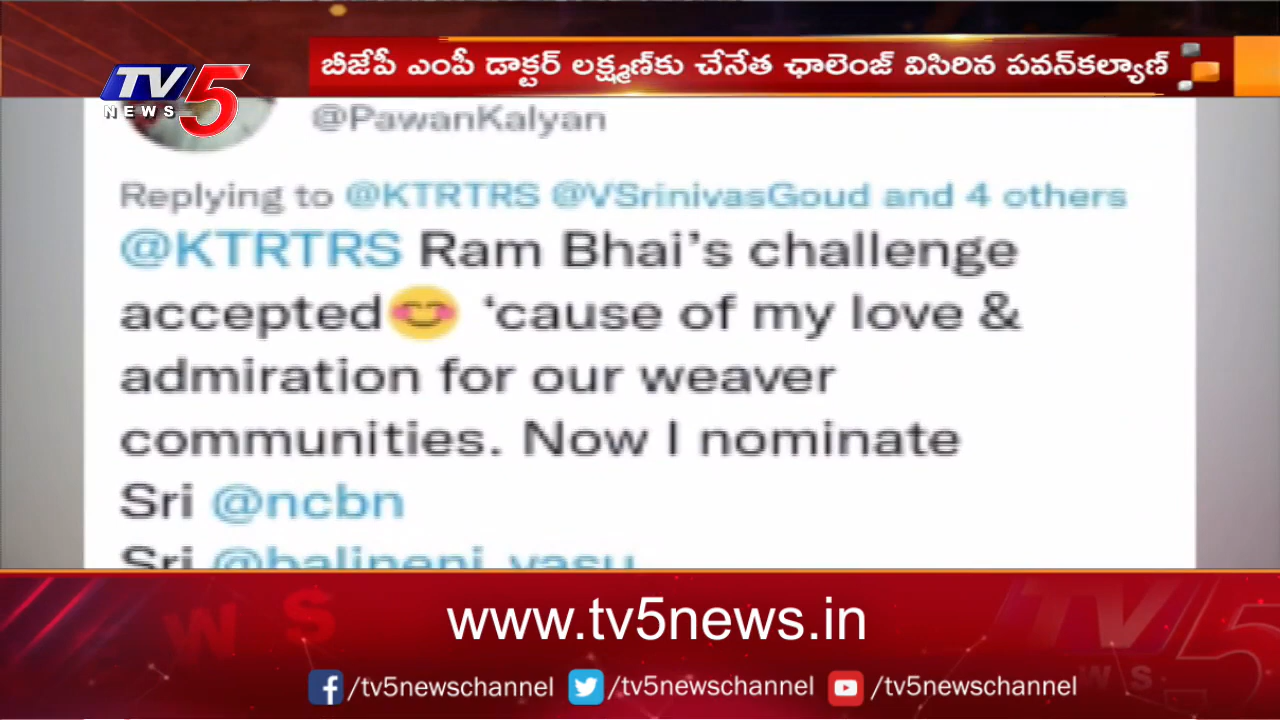 బీజేపీ ఎంపీ డాక్టర్ లక్ష్మణ్‌కు చేనేత ఛాలెంజ్ విసిరిన పవన్‌కల్యాణ్
TV5
NEWS
@PawanKalyan
Replying to @KTRTRS @VSrinivasGoud and 4 others
@KTRTRS Ram Bhai’s challenge
accepted😊 ‘cause of my love &
admiration for our weaver
communities. Now I nominate
Sri @ncbn
Sri @balineni_vasu
www.tv5news.in
/tv5newschannel /tv5newschannel /tv5newschannel